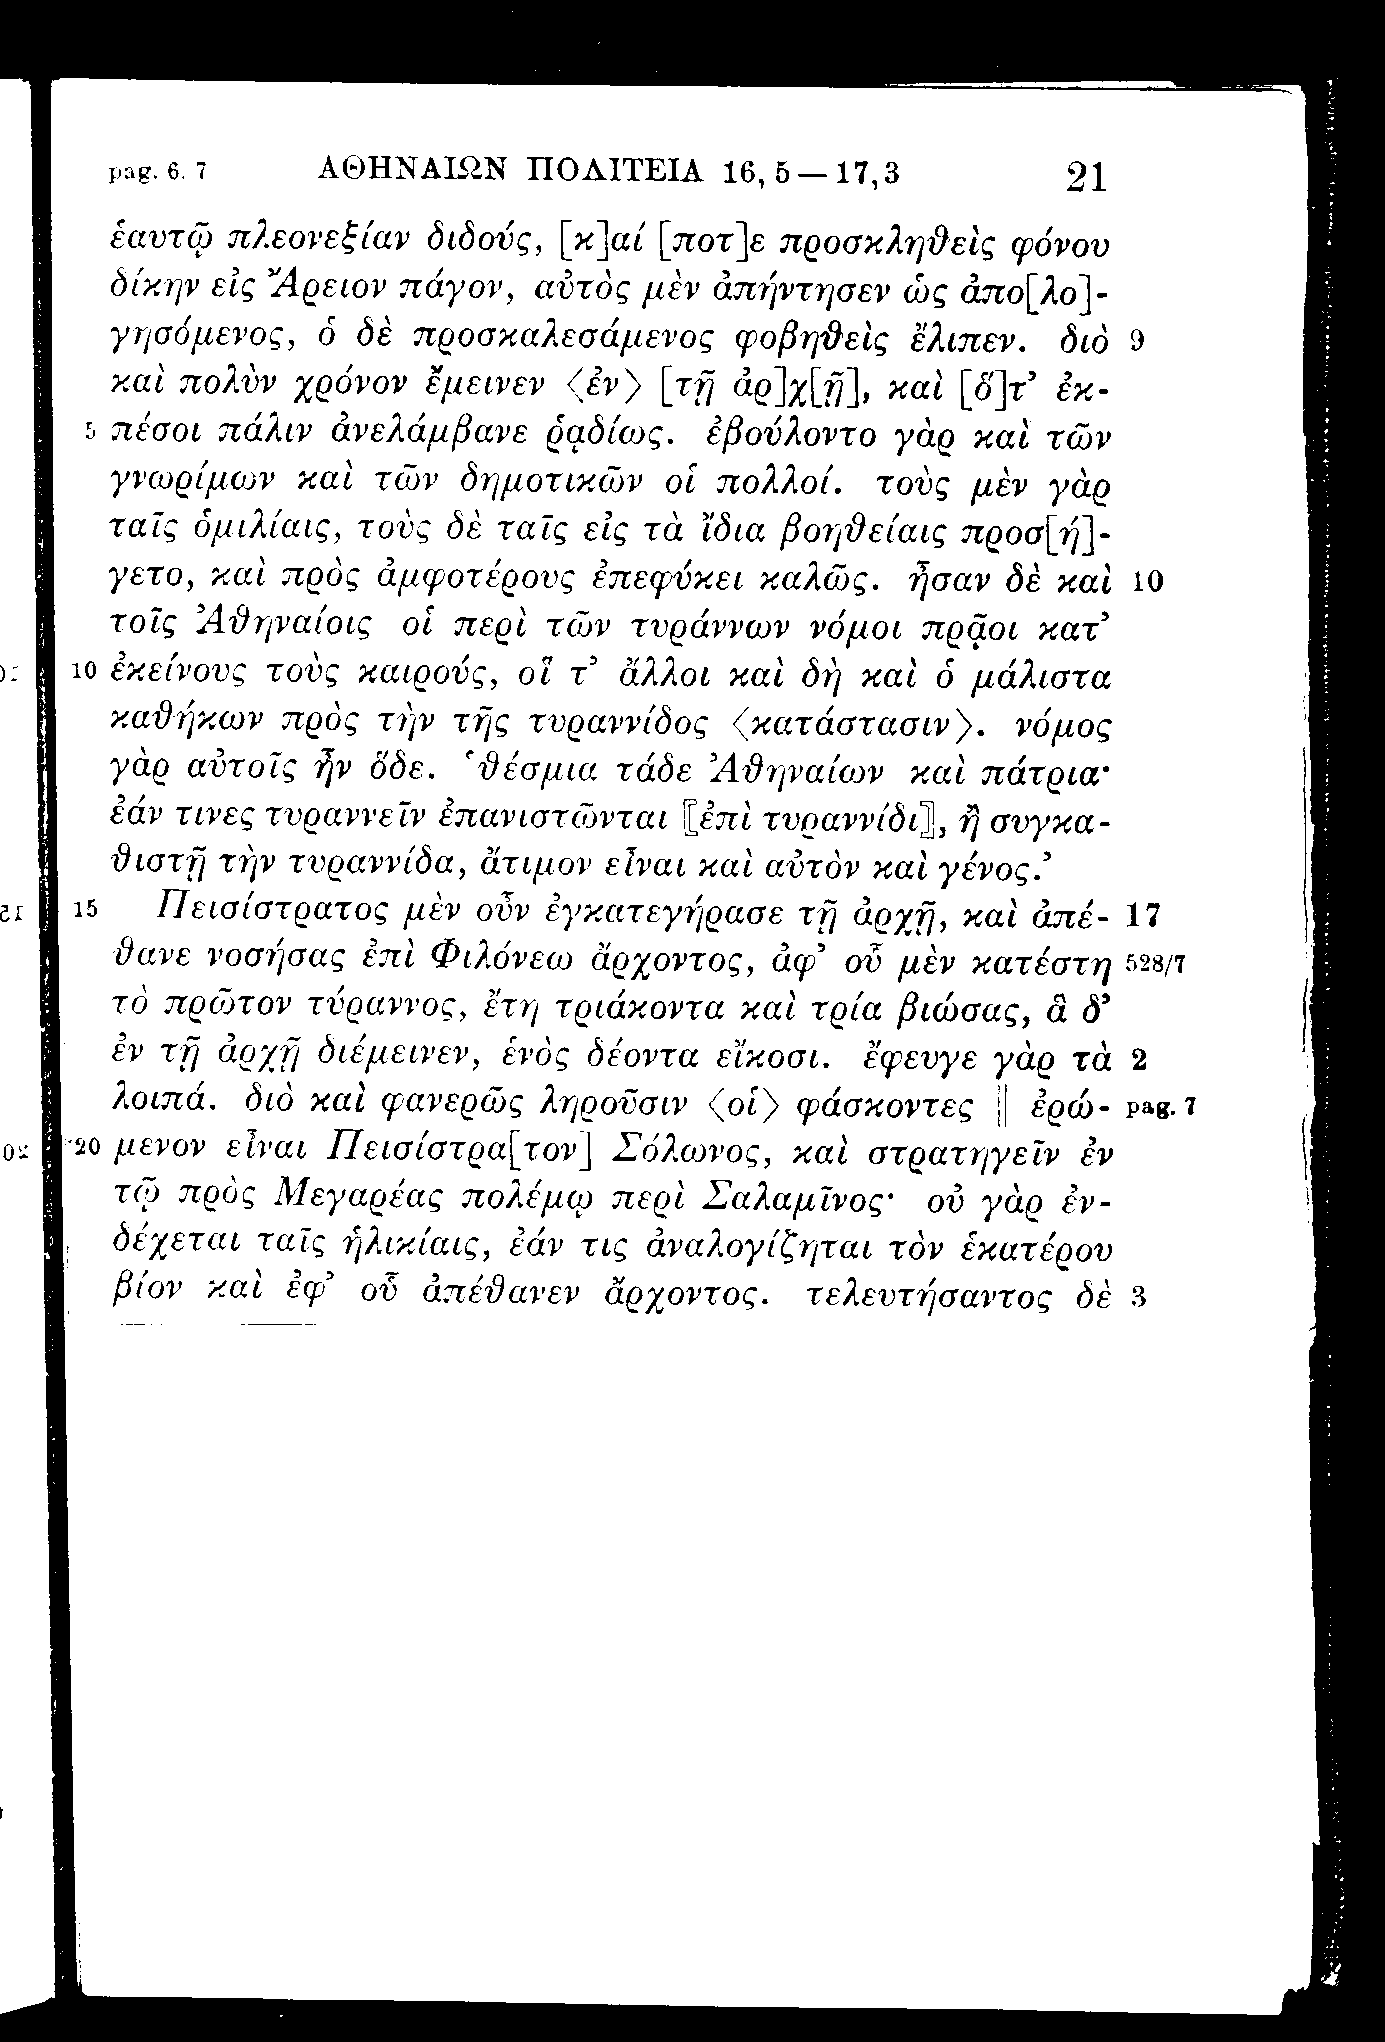 pag. 6. 7 ΑΘΗΝΑΙΩΝ ΠΟΛΙΤΕΙΑ 16, 5 — 17, 3 21
ἑαυτῷ πλεονεξίαν διδούς, [κ]αί [ποτ]ε προσκληθεὶς φόνου
δίκην εἰς Ἄρειον πάγον, αὐτὸς μὲν ἀπήντησεν ὡς ἀπο[λο]-
γησόμενος, ὁ δὲ προσκαλεσάμενος φοβηθεὶς ἔλιπεν. διὸ 9
καὶ πολὺν χρόνον ἔμεινεν ⟨ἐν⟩ [τῇ ἀρ]χ[ῇ], καὶ [ὅ]τ’ ἐκ-
5 πέσοι πάλιν ἀνελάμβανε ῥᾳδίως. ἐβούλοντο γὰρ καὶ τῶν
γνωρίμων καὶ τῶν δημοτικῶν οἱ πολλοί. τοὺς μὲν γὰρ
ταῖς ὁμιλίαις, τοὺς δὲ ταῖς εἰς τὰ ἴδια βοηθείαις προσ[ή]-
γετο, καὶ πρὸς ἀμφοτέρους ἐπεφύκει καλῶς. ἦσαν δὲ καὶ 10
τοῖς Ἀθηναίοις οἱ περὶ τῶν τυράννων νόμοι πρᾷοι κατ’
10 ἐκείνους τοὺς καιρούς, οἵ τ’ ἄλλοι καὶ δὴ καὶ ὁ μάλιστα
καθήκων πρὸς τὴν τῆς τυραννίδος ⟨κατάστασιν⟩. νόμος
γὰρ αὐτοῖς ἦν ὅδε. ‘θέσμια τάδε Ἀθηναίων καὶ πάτρια·
ἐάν τινες τυραννεῖν ἐπανιστῶνται ⟦ἐπὶ τυραννίδι⟧, ἢ συγκα-
θιστῇ τὴν τυραννίδα, ἄτιμον εἶναι καὶ αὐτὸν καὶ γένος.’
15 Πεισίστρατος μὲν οὖν ἐγκατεγήρασε τῇ ἀρχῇ, καὶ ἀπέ- 17
θανε νοσήσας ἐπὶ Φιλόνεω ἄρχοντος, ἀφ’ οὗ μὲν κατέστη 528/7
τὸ πρῶτον τύραννος, ἔτη τριάκοντα καὶ τρία βιώσας, ἃ δ’
ἐν τῇ ἀρχῇ διέμεινεν, ἑνὸς δέοντα εἴκοσι. ἔφευγε γὰρ τὰ 2
λοιπά. διὸ καὶ φανερῶς ληροῦσιν ⟨οἱ⟩ φάσκοντες || ἐρώ- pag. 7
20 μενον εἶναι Πεισίστρα[τον] Σόλωνος, καὶ στρατηγεῖν ἐν
τῷ πρὸς Μεγαρέας πολέμῳ περὶ Σαλαμῖνος· οὐ γὰρ ἐν-
δέχεται ταῖς ἡλικίαις, ἐάν τις ἀναλογίζηται τὸν ἑκατέρου
βίον καὶ ἐφ’ οὗ ἀπέθανεν ἄρχοντος. τελευτήσαντος δὲ 3